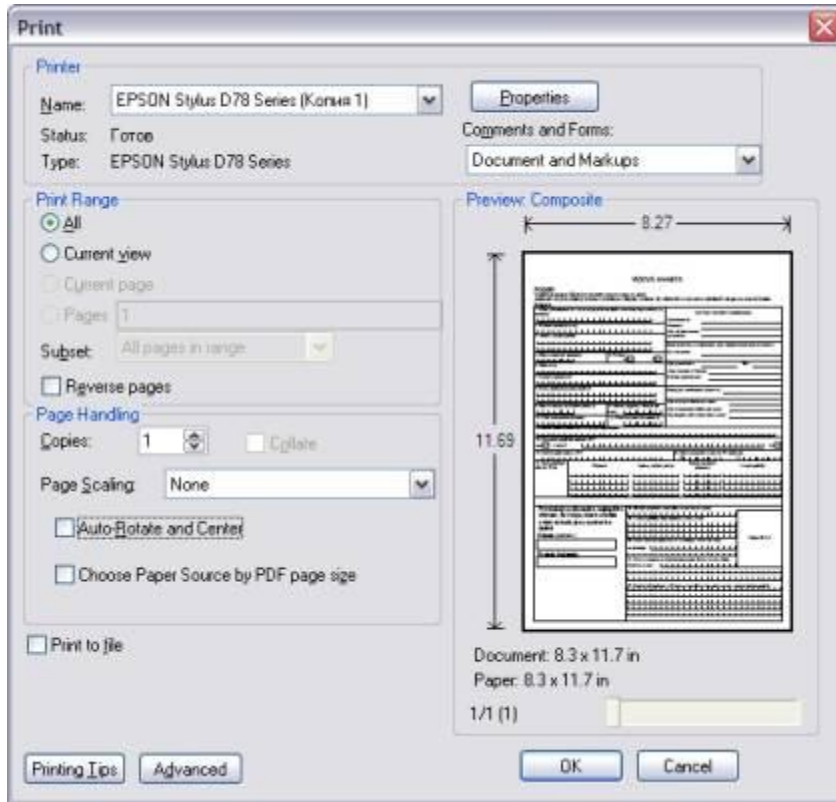 Print
Printer
Name: EPSON Stylus D78 Series (Копия 1) Properties
Status: Готов Comments and Forms:
Type: EPSON Stylus D78 Series Document and Markups
Print Range Preview: Composite
All 8.27
Current view
Current page
Pages 1
Subset: All pages in range
Reverse pages
Page Handling
Copies: 1 Collate 11.69
Page Scaling: None
Auto-Rotate and Center
Choose Paper Source by PDF page size
Print to file
Document: 8.3 x 11.7 in
Paper: 8.3 x 11.7 in
1/1 (1)
Printing Tips Advanced OK Cancel